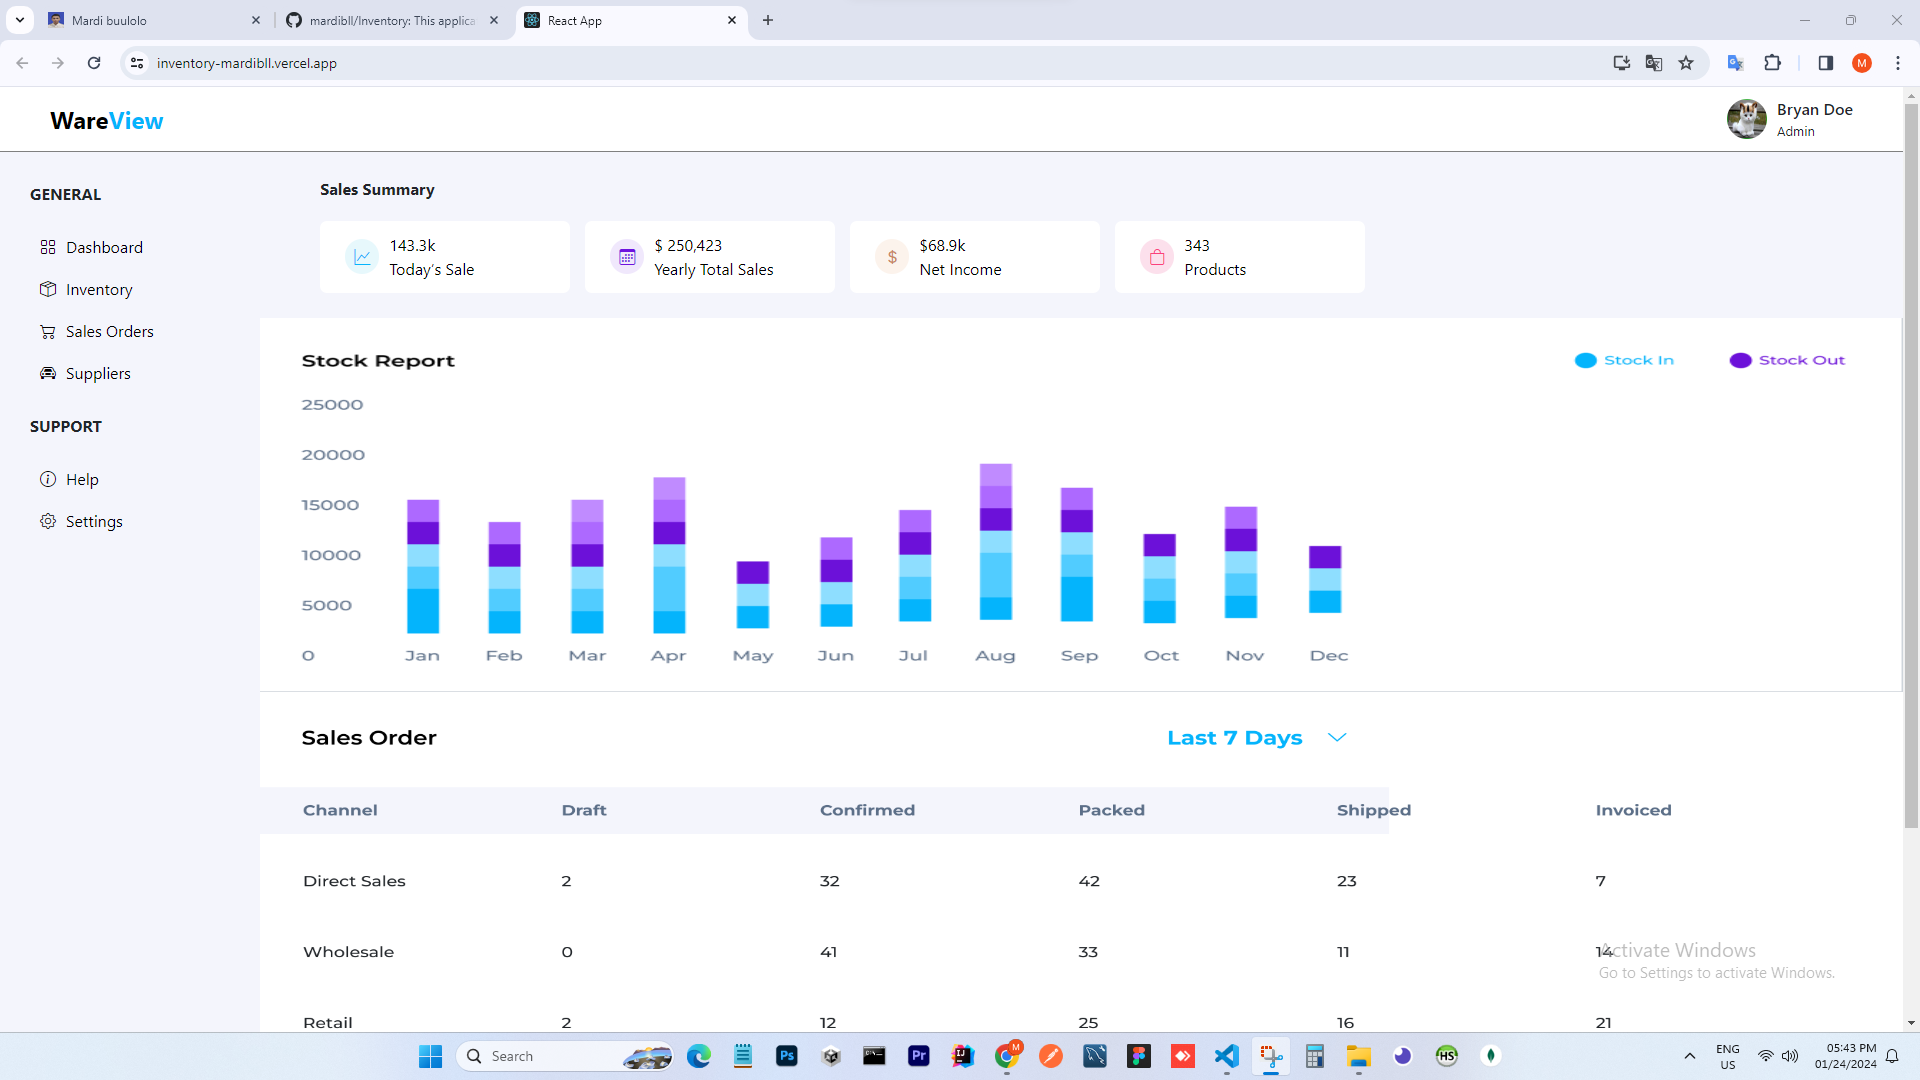 Mardi buulolo
mardibll/Inventory: This applica
React App
inventory-mardibll.vercel.app
M
WareView
Bryan Doe
Admin
GENERAL
Dashboard
Inventory
Sales Orders
Suppliers
SUPPORT
Help
Settings
Sales Summary
143.3k
Today's Sale
$ 250,423
Yearly Total Sales
$
$68.9k
Net Income
343
Products
Stock Report
Stock In
Stock Out
25000
20000
15000
10000
5000
0 Jan Feb Mar Apr May Jun Jul Aug Sep Oct Nov Dec
Sales Order
Last 7 Days
Channel Draft Confirmed Packed Shipped Invoiced
Direct Sales 2 32 42 23 7
Wholesale 0 41 33 11 14
Activate Windows
Go to Settings to activate Windows.
Retail 2 12 25 16 21
Search
Ps
Pr
IJ
M
HS
ENG
US
05:43 PM
01/24/2024